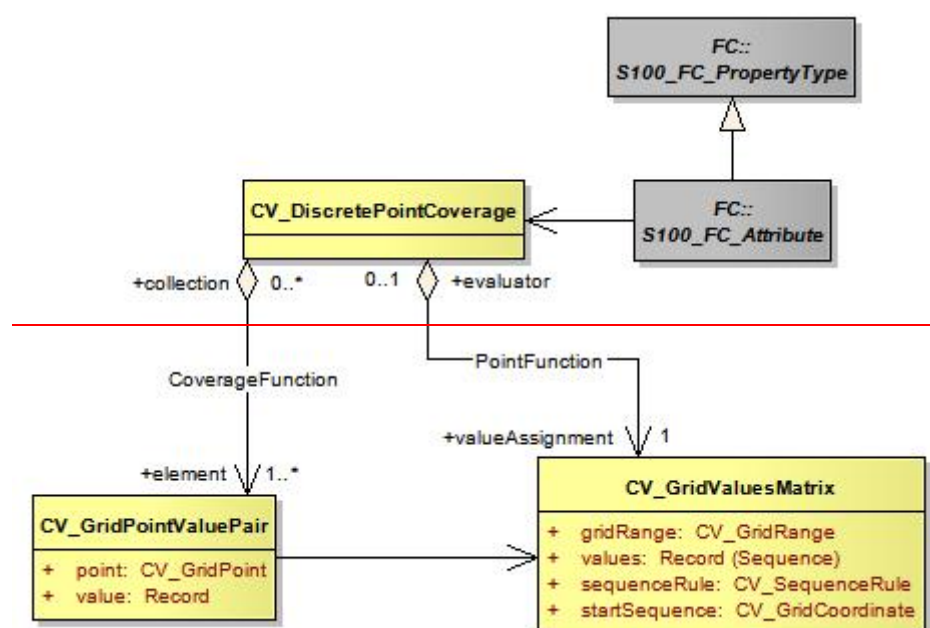 FC::
S100_FC_PropertyType
CV_DiscretePointCoverage
FC::
S100_FC_Attribute
+collection 0..* 0..1 +evaluator
PointFunction
CoverageFunction
+valueAssignment 1
+element 1..*
CV_GridValuesMatrix
+ gridRange: CV_GridRange
+ values: Record (Sequence)
+ sequenceRule: CV_SequenceRule
+ startSequence: CV_GridCoordinate
CV_GridPointValuePair
+ point: CV_GridPoint
+ value: Record